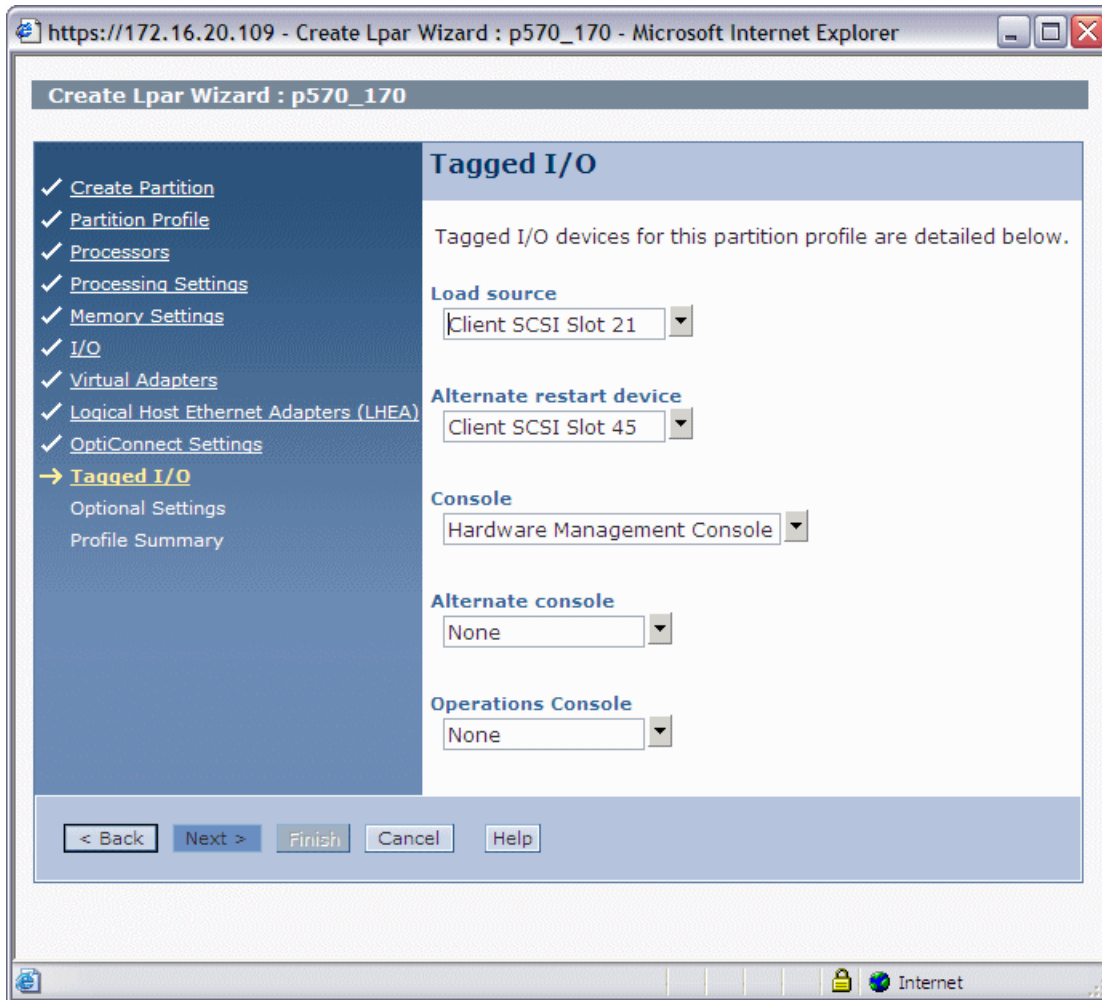 https://172.16.20.109 - Create Lpar Wizard : p570_170 - Microsoft Internet Explorer
Create Lpar Wizard : p570_170
Create Partition
Partition Profile
Processors
Processing Settings
Memory Settings
I/O
Virtual Adapters
Logical Host Ethernet Adapters (LHEA)
OptiConnect Settings
Tagged I/O
Optional Settings
Profile Summary
Tagged I/O
Tagged I/O devices for this partition profile are detailed below.
Load source
Client SCSI Slot 21
Alternate restart device
Client SCSI Slot 45
Console
Hardware Management Console
Alternate console
None
Operations Console
None
< Back Next > Finish Cancel Help
Internet